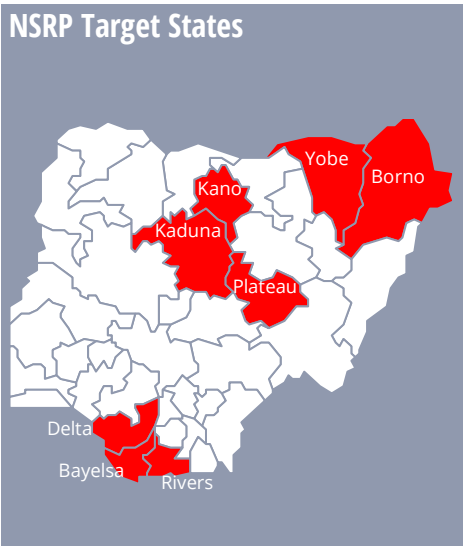 NSRP Target States
Yobe
Borno
Kano
Kaduna
Plateau
Delta
Bayelsa
Rivers